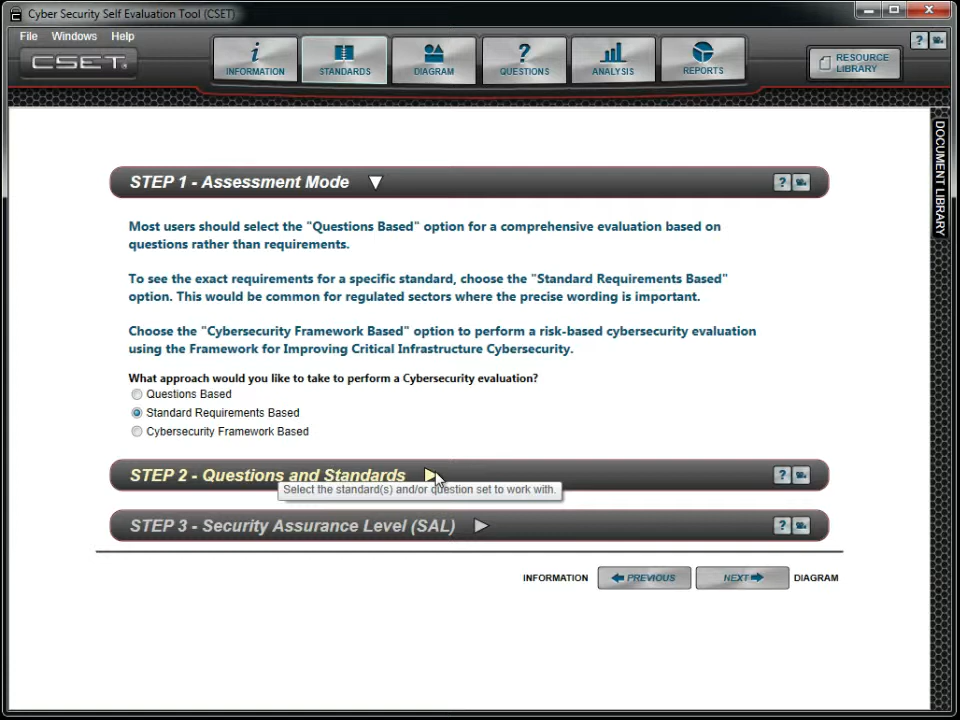 Cyber Security Self Evaluation Tool (CSET)
File Windows Help
CSET.
INFORMATION
STANDARDS
DIAGRAM
QUESTIONS
ANALYSIS
REPORTS
RESOURCE
LIBRARY
DOCUMENT LIBRARY
STEP 1 - Assessment Mode
Most users should select the "Questions Based" option for a comprehensive evaluation based on
questions rather than requirements.
To see the exact requirements for a specific standard, choose the "Standard Requirements Based"
option. This would be common for regulated sectors where the precise wording is important.
Choose the "Cybersecurity Framework Based" option to perform a risk-based cybersecurity evaluation
using the Framework for Improving Critical Infrastructure Cybersecurity.
What approach would you like to take to perform a Cybersecurity evaluation?
Questions Based
Standard Requirements Based
Cybersecurity Framework Based
STEP 2 - Questions and Standards
Select the standard(s) and/or question set to work with.
STEP 3 - Security Assurance Level (SAL)
INFORMATION PREVIOUS NEXT DIAGRAM